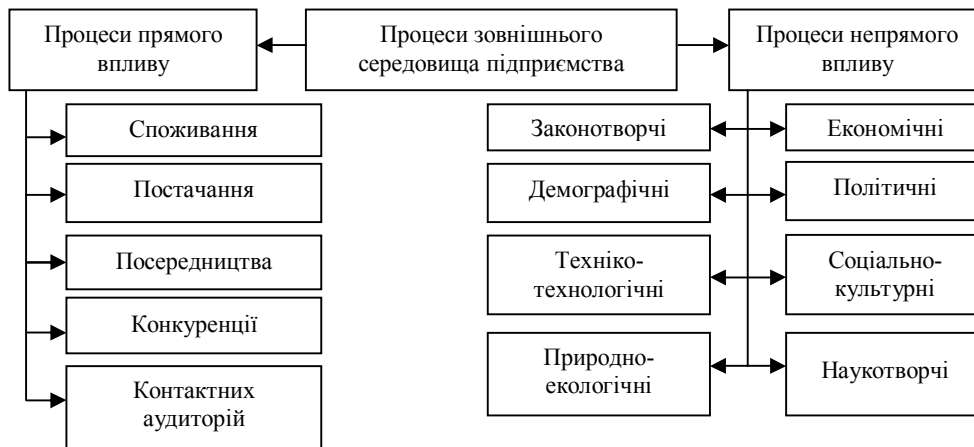 Процеси прямого
впливу
Процеси зовнішнього
середовища підприємства
Процеси непрямого
впливу
Споживання
Постачання
Посередництва
Конкуренції
Контактних
аудиторій
Законотворчі
Економічні
Демографічні
Політичні
Техніко-
технологічні
Соціально-
культурні
Природно-
екологічні
Наукотворчі